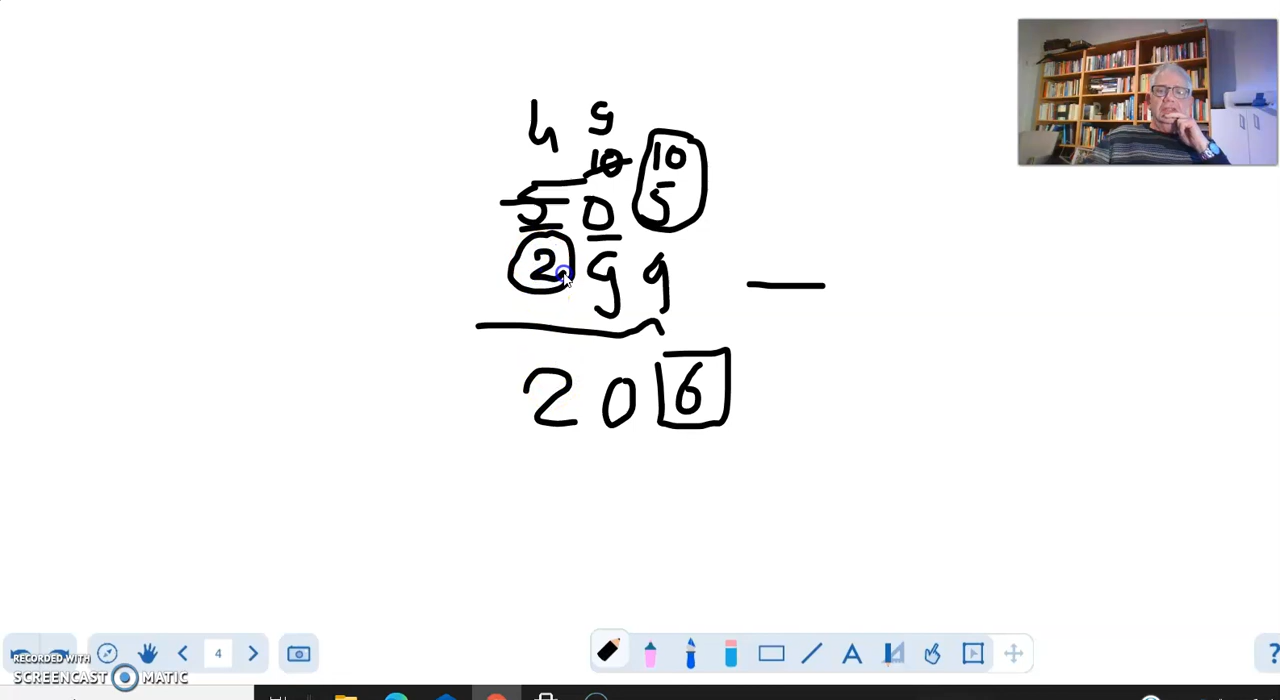 4 9
10 10
5 0 5
2 9 9 —
2 0 6
4
A
?
RECORDED WITH
SCREENCAST MATIC